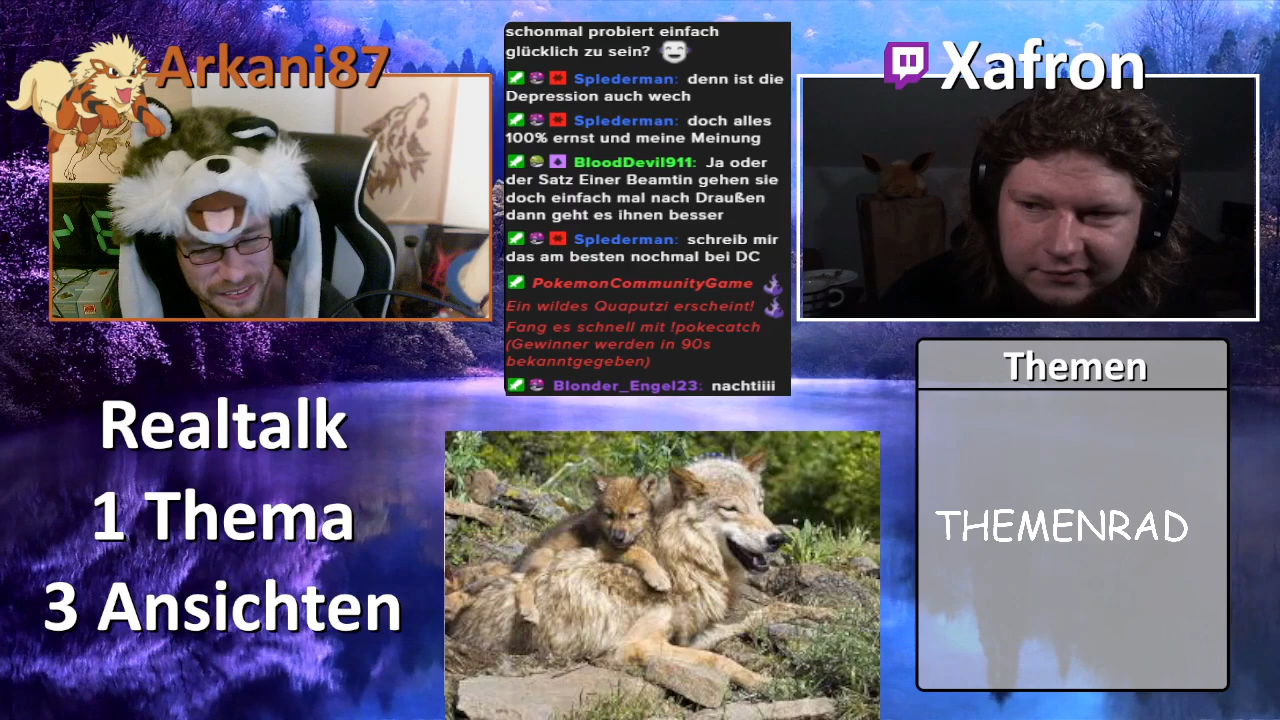 Arkani87
schonmal probiert einfach
glücklich zu sein?
Splederman: denn ist die
Depression auch wech
Splederman: doch alles
100% ernst und meine Meinung
BloodDevil911: Ja oder
der Satz Einer Beamtin gehen sie
doch einfach mal nach Draußen
dann geht es ihnen besser
Splederman: schreib mir
das am besten nochmal bei DC
PokemonCommunityGame
Ein wildes Quaputzi erscheint!
Fang es schnell mit !pokecatch
(Gewinner werden in 90s
bekanntgegeben)
Blonder_Engel23: nachtiiii
Xafron
Realtalk
1 Thema
3 Ansichten
Themen
THEMENRAD